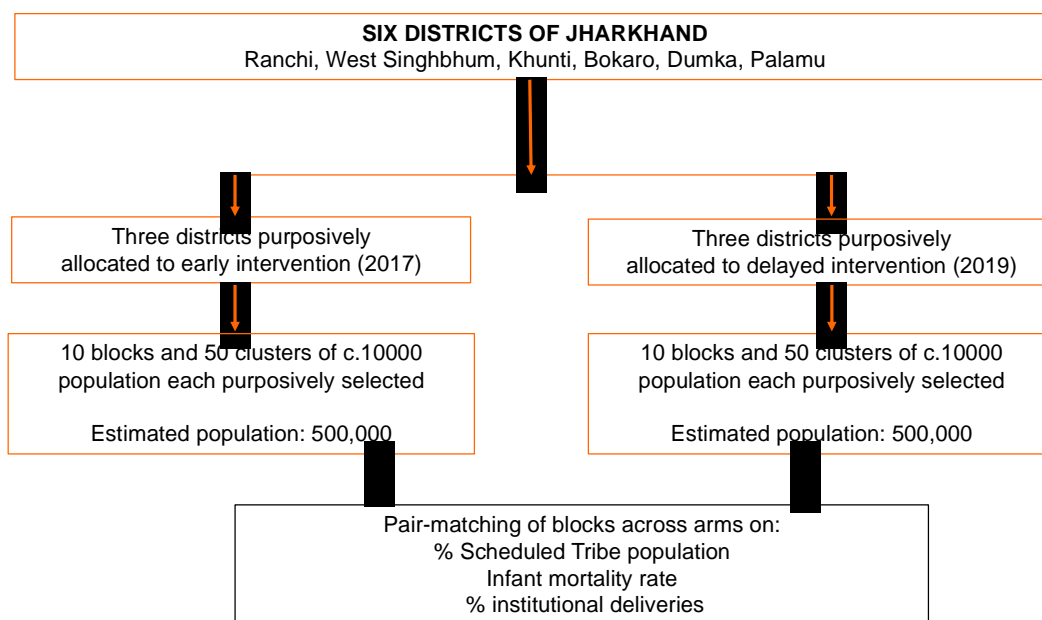 SIX DISTRICTS OF JHARKHAND
Ranchi, West Singhbhum, Khunti, Bokaro, Dumka, Palamu
Three districts purposively
allocated to early intervention (2017)
Three districts purposively
allocated to delayed intervention (2019)
10 blocks and 50 clusters of c.10000
population each purposively selected
Estimated population: 500,000
10 blocks and 50 clusters of c.10000
population each purposively selected
Estimated population: 500,000
Pair-matching of blocks across arms on:
% Scheduled Tribe population
Infant mortality rate
% institutional deliveries